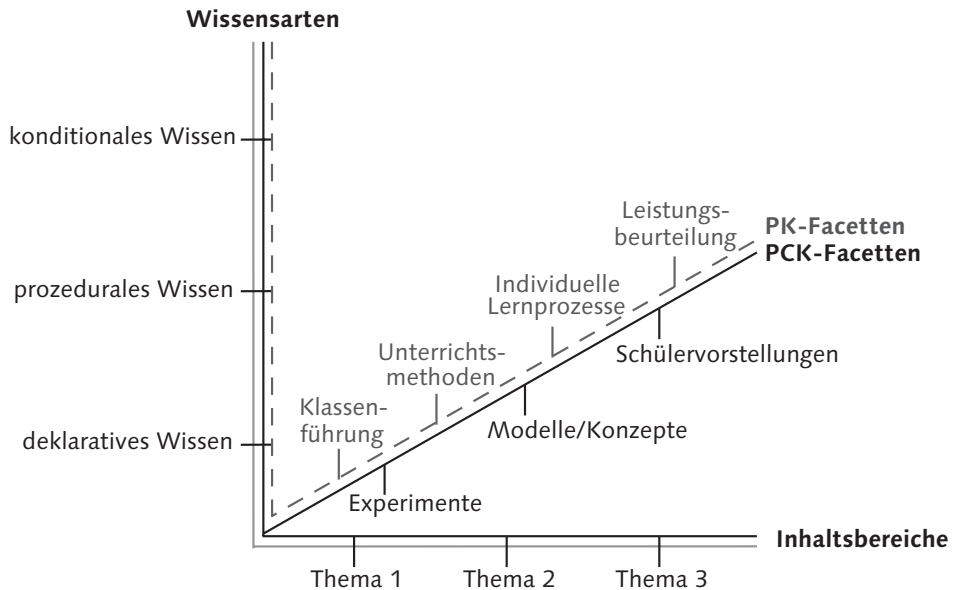 Wissensarten
konditionales Wissen
prozedurales Wissen
deklaratives Wissen
Leistungs-
beurteilung
PK-Facetten
PCK-Facetten
Individuelle
Lernprozesse
Schülervorstellungen
Unterrichts-
methoden
Modelle/Konzepte
Klassen-
führung
Experimente
Inhaltsbereiche
Thema 1
Thema 2
Thema 3